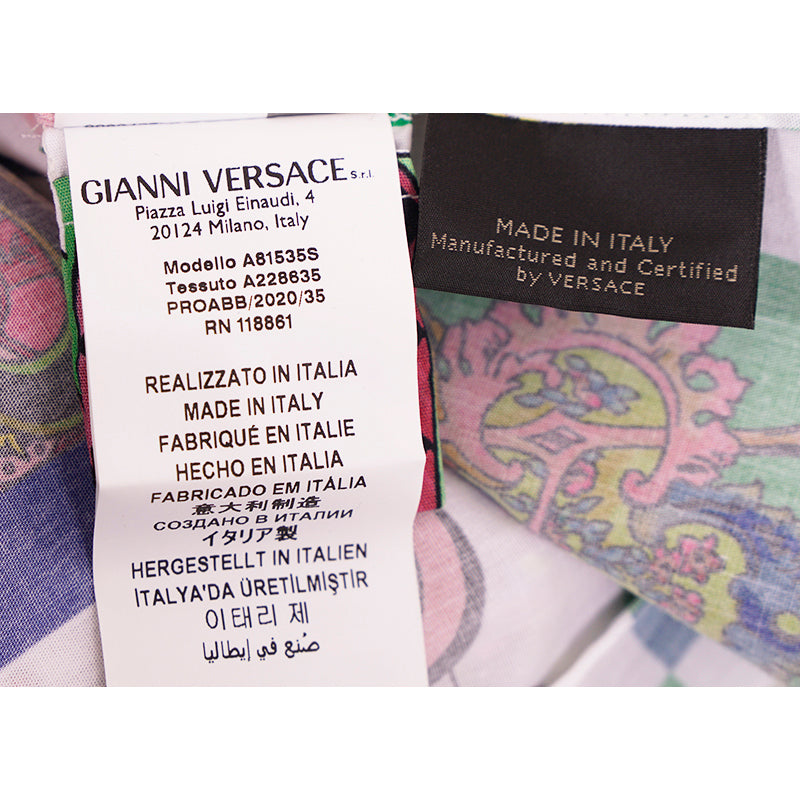 GIANNI VERSACE S.r.l.
Piazza Luigi Einaudi, 4
20124 Milano, Italy
Modello A81535S
Tessuto A228635
PROABB/2020/35
RN 118861
REALIZZATO IN ITALIA
MADE IN ITALY
FABRIQUÉ EN ITALIE
HECHO EN ITALIA
FABRICADO EM ITÁLIA
意大利制造
СОЗДАНО В ИТАЛИИ
イタリア製
HERGESTELLT IN ITALIEN
İTALYA'DA ÜRETİLMİŞTİR
이태리 제
صُنع في إيطاليا
MADE IN ITALY
Manufactured and Certified
by VERSACE